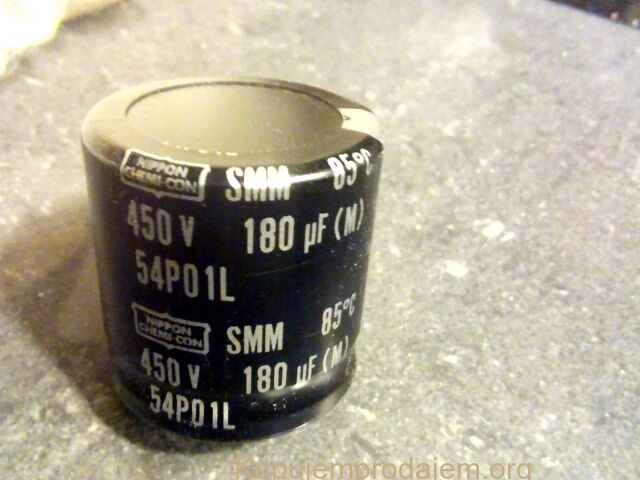 NIPPON
CHEMI-CON
SMM 85°C
450 V 180 µF (M)
54P01L
NIPPON
CHEMI-CON
SMM 85°C
450 V 180 µF (M)
54P01L
kupujemprodajem.org